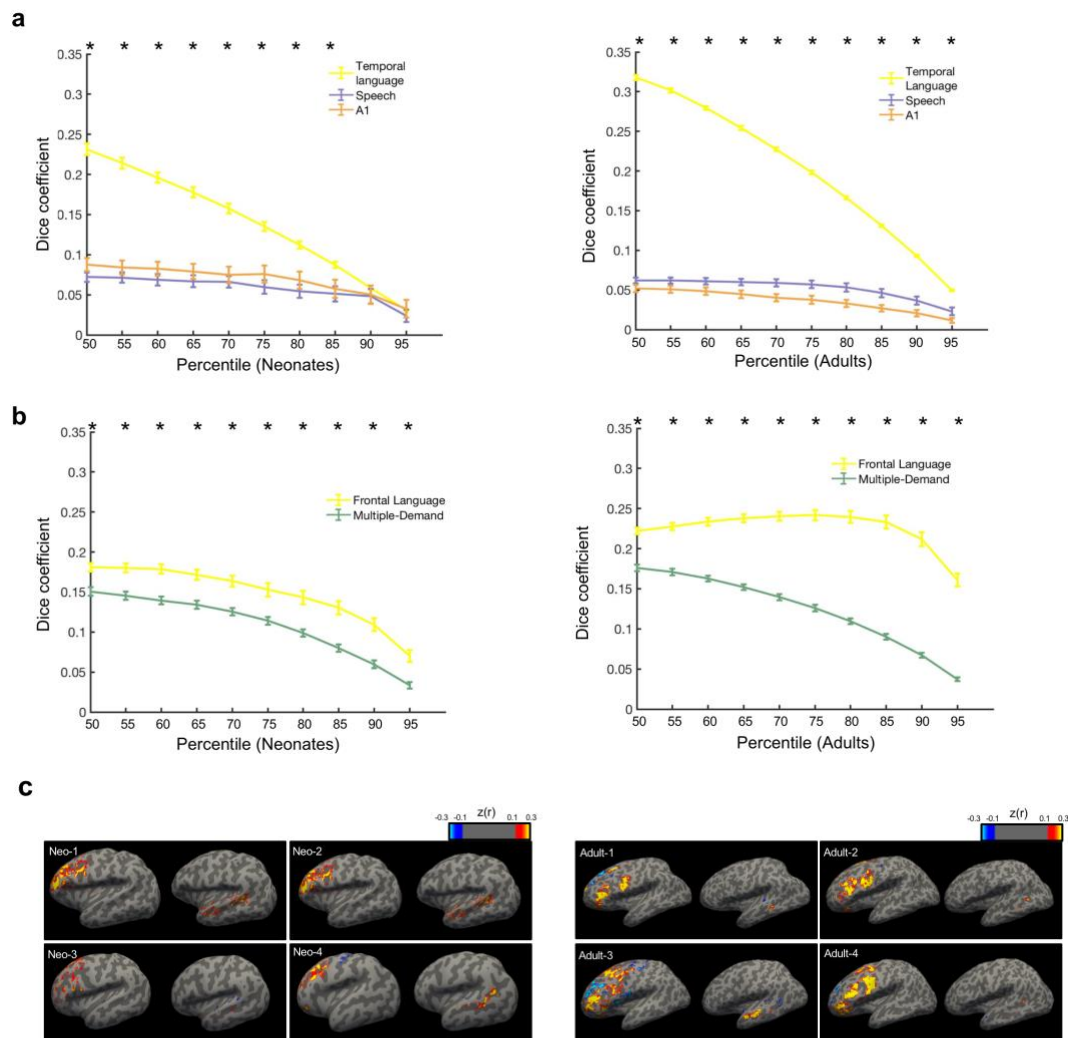 a
* * * * * * * *
0.35
0.3
0.25
0.2
0.15
0.1
0.05
0
Dice coefficient
Temporal
language
Speech
A1
50 55 60 65 70 75 80 85 90 95
Percentile (Neonates)
* * * * * * * * * *
0.35
0.3
0.25
0.2
0.15
0.1
0.05
0
Dice coefficient
Temporal
Language
Speech
A1
50 55 60 65 70 75 80 85 90 95
Percentile (Adults)
b
* * * * * * * * * *
0.35
0.3
0.25
0.2
0.15
0.1
0.05
0
Dice coefficient
Frontal Language
Multiple-Demand
50 55 60 65 70 75 80 85 90 95
Percentile (Neonates)
* * * * * * * * * *
0.35
0.3
0.25
0.2
0.15
0.1
0.05
0
Dice coefficient
Frontal Language
Multiple-Demand
50 55 60 65 70 75 80 85 90 95
Percentile (Adults)
c
z(r)
-0.3 -0.1 0.1 0.3
Neo-1
Neo-2
Neo-3
Neo-4
z(r)
-0.3 -0.1 0.1 0.3
Adult-1
Adult-2
Adult-3
Adult-4